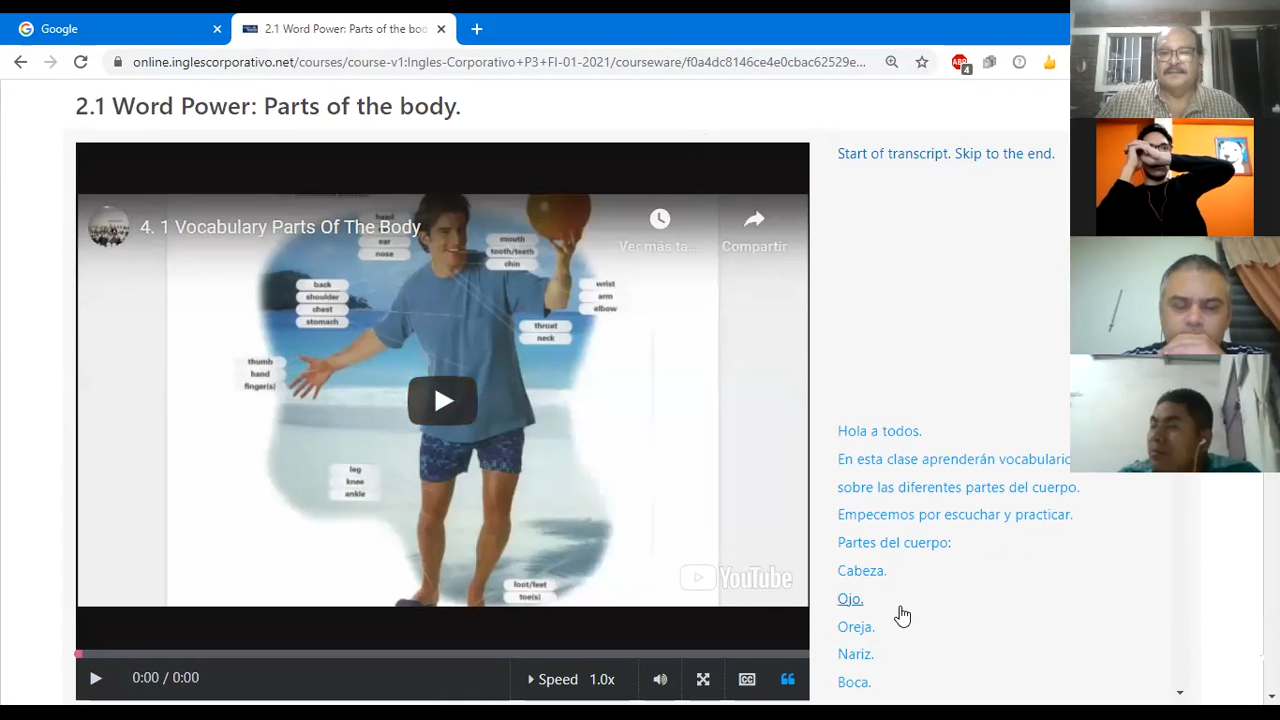 Google
2.1 Word Power: Parts of the bod
online.inglescorporativo.net/courses/course-v1:Ingles-Corporativo+P3+FI-01-2021/courseware/f0a4dc8146ce4e0cbac62529e...
ABP
4
2.1 Word Power: Parts of the body.
4. 1 Vocabulary Parts Of The Body
Ver más ta...
Compartir
head
ear
nose
mouth
tooth/teeth
chin
back
shoulder
chest
stomach
wrist
arm
elbow
throat
neck
thumb
hand
finger(s)
leg
knee
ankle
foot/feet
toe(s)
YouTube
0:00 / 0:00
Speed 1.0x
CC
Start of transcript. Skip to the end.
Hola a todos.
En esta clase aprenderán vocabulario
sobre las diferentes partes del cuerpo.
Empecemos por escuchar y practicar.
Partes del cuerpo:
Cabeza.
Ojo.
Oreja.
Nariz.
Boca.